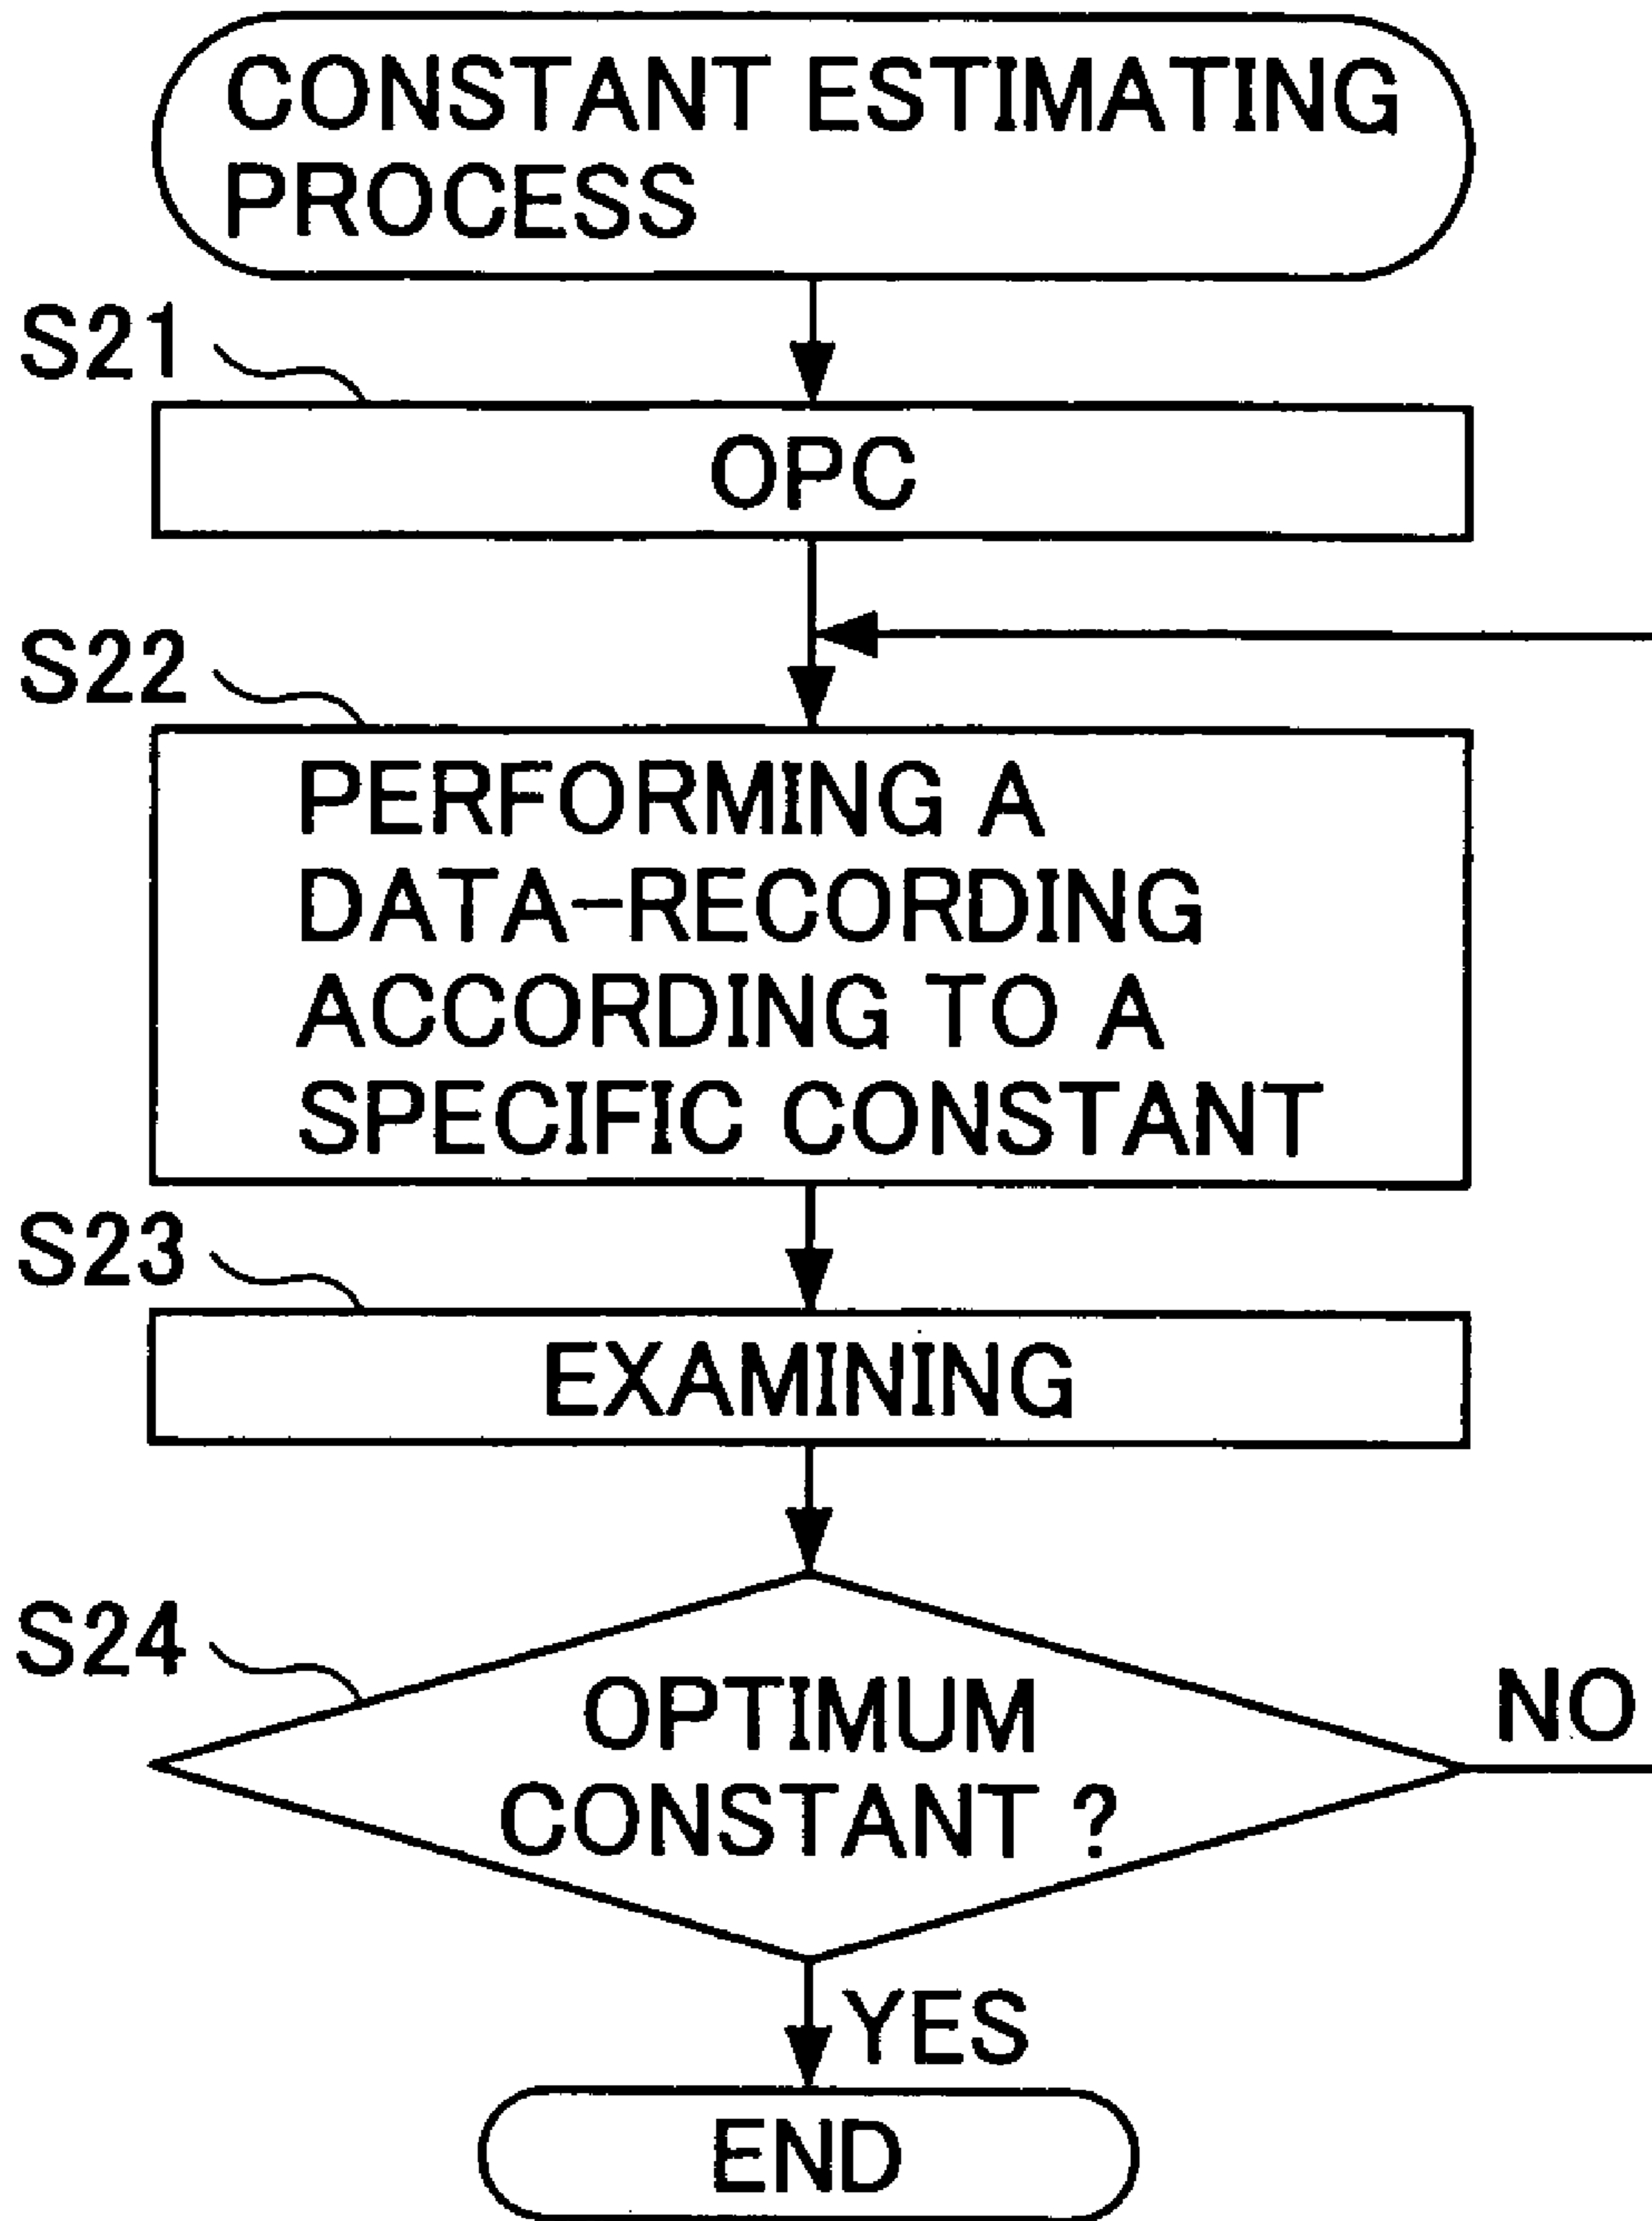 CONSTANT ESTIMATING
PROCESS
S21
OPC
S22
PERFORMING A
DATA-RECORDING
ACCORDING TO A
SPECIFIC CONSTANT
S23
EXAMINING
S24
OPTIMUM
CONSTANT ?
NO
YES
END